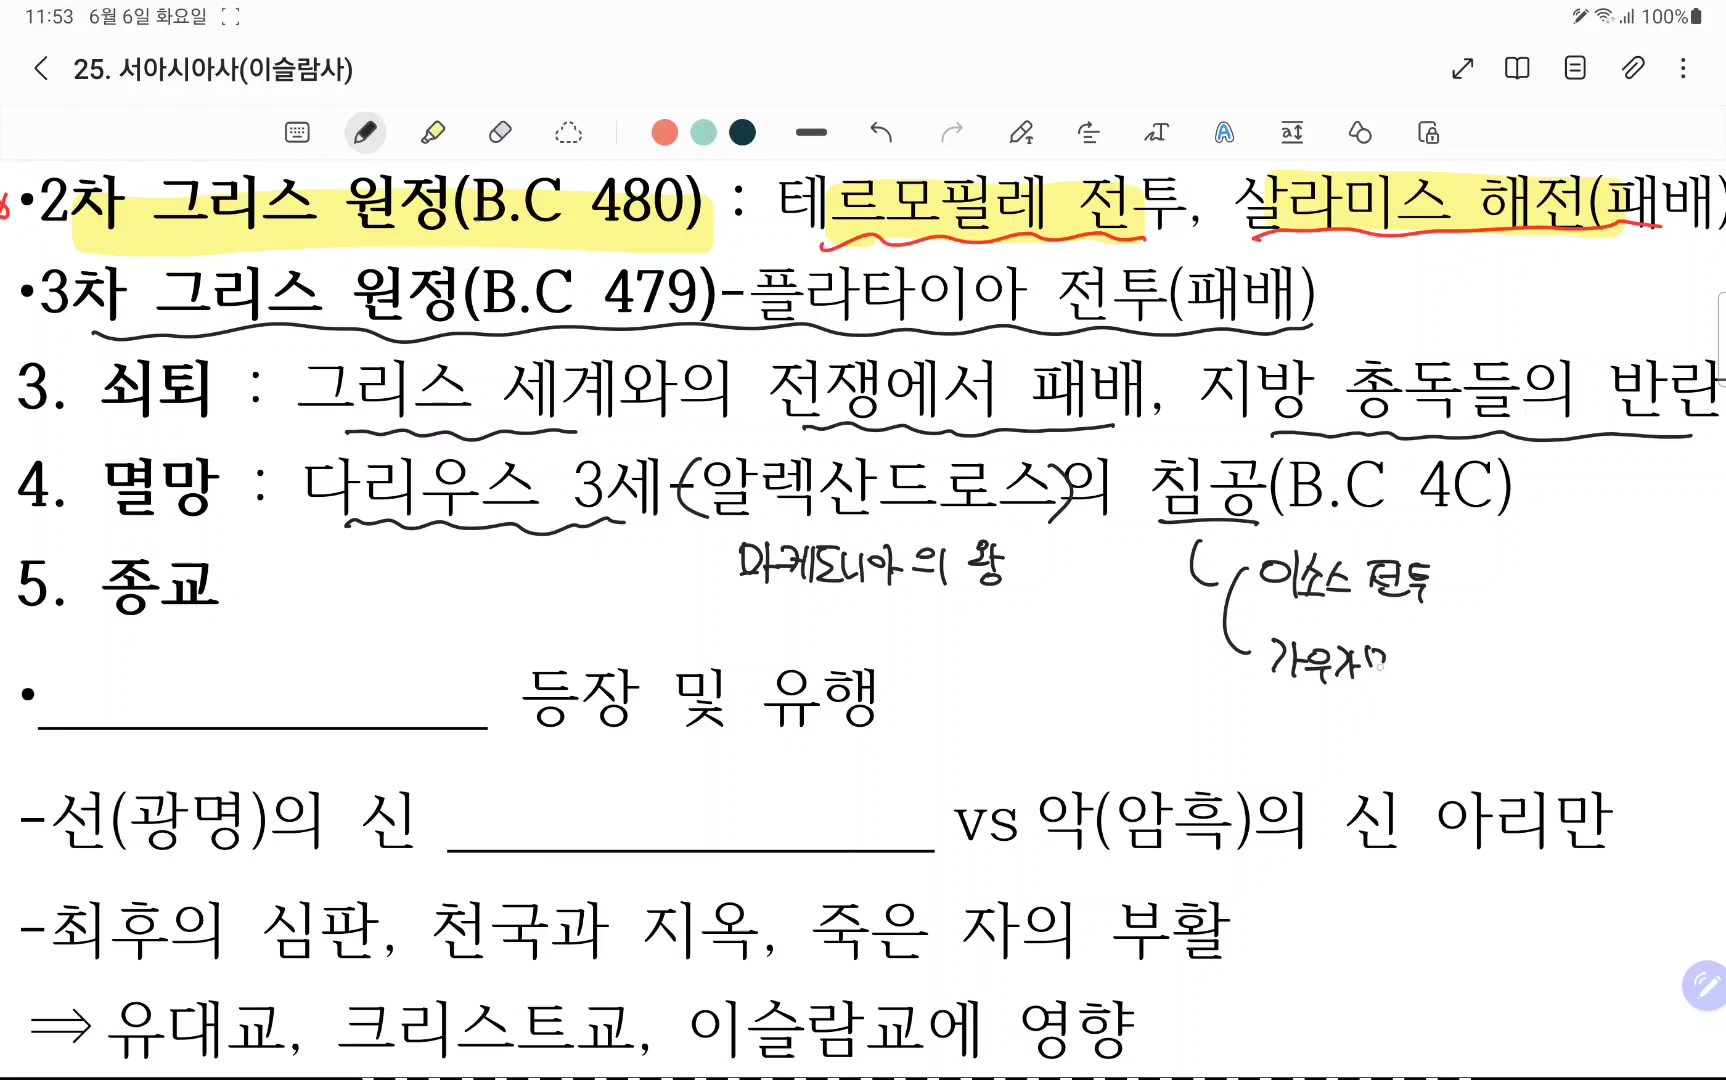 11:53 6월 6일 화요일 100%
25. 서아시아사(이슬람사)
•2차 그리스 원정(B.C 480) : 테르모필레 전투, 살라미스 해전(패배)
•3차 그리스 원정(B.C 479)-플라타이아 전투(패배)
3. 쇠퇴 : 그리스 세계와의 전쟁에서 패배, 지방 총독들의 반란
4. 멸망 : 다리우스 3세-(알렉산드로스)의 침공(B.C 4C)
마케도니아의 왕
이소스 전투
5. 종교
가우가
• 등장 및 유행
-선(광명)의 신 vs 악(암흑)의 신 아리만
-최후의 심판, 천국과 지옥, 죽은 자의 부활
⇒ 유대교, 크리스트교, 이슬람교에 영향